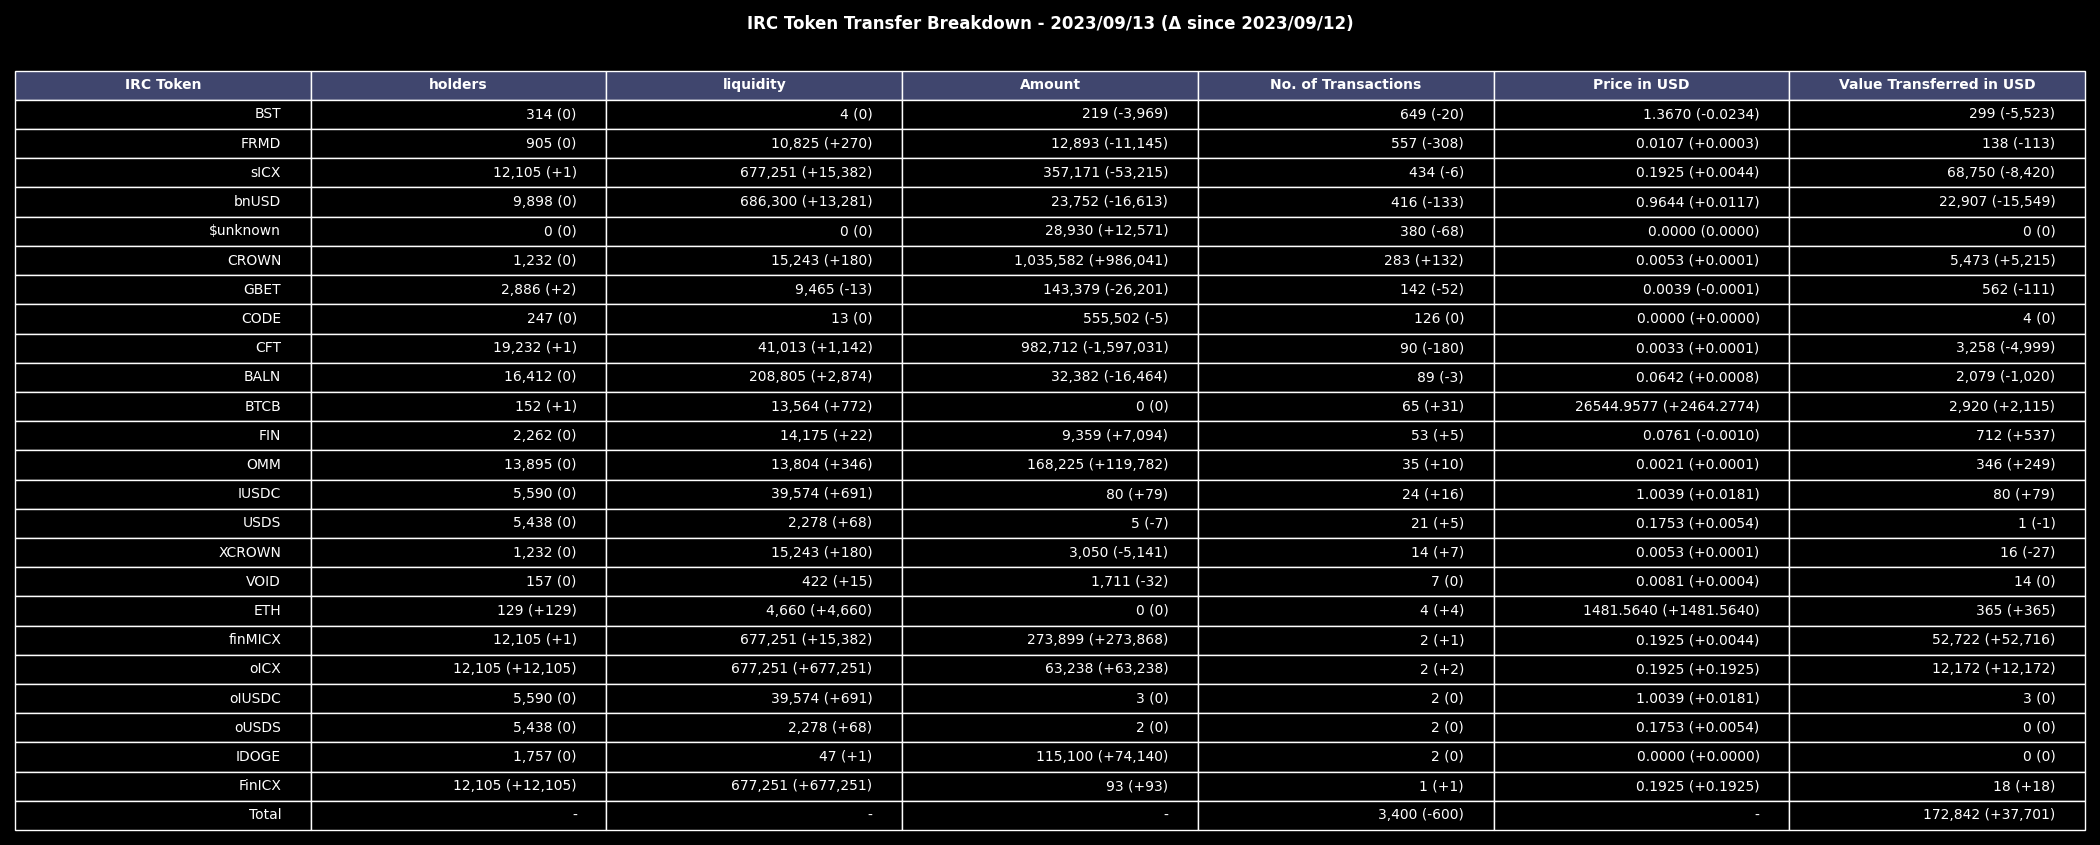 IRC Token Transfer Breakdown - 2023/09/13 (Δ since 2023/09/12)
IRC Token holders liquidity Amount No. of Transactions Price in USD Value Transferred in USD
BST 314 (0) 4 (0) 219 (-3,969) 649 (-20) 1.3670 (-0.0234) 299 (-5,523)
FRMD 905 (0) 10,825 (+270) 12,893 (-11,145) 557 (-308) 0.0107 (+0.0003) 138 (-113)
sICX 12,105 (+1) 677,251 (+15,382) 357,171 (-53,215) 434 (-6) 0.1925 (+0.0044) 68,750 (-8,420)
bnUSD 9,898 (0) 686,300 (+13,281) 23,752 (-16,613) 416 (-133) 0.9644 (+0.0117) 22,907 (-15,549)
$unknown 0 (0) 0 (0) 28,930 (+12,571) 380 (-68) 0.0000 (0.0000) 0 (0)
CROWN 1,232 (0) 15,243 (+180) 1,035,582 (+986,041) 283 (+132) 0.0053 (+0.0001) 5,473 (+5,215)
GBET 2,886 (+2) 9,465 (-13) 143,379 (-26,201) 142 (-52) 0.0039 (-0.0001) 562 (-111)
CODE 247 (0) 13 (0) 555,502 (-5) 126 (0) 0.0000 (+0.0000) 4 (0)
CFT 19,232 (+1) 41,013 (+1,142) 982,712 (-1,597,031) 90 (-180) 0.0033 (+0.0001) 3,258 (-4,999)
BALN 16,412 (0) 208,805 (+2,874) 32,382 (-16,464) 89 (-3) 0.0642 (+0.0008) 2,079 (-1,020)
BTCB 152 (+1) 13,564 (+772) 0 (0) 65 (+31) 26544.9577 (+2464.2774) 2,920 (+2,115)
FIN 2,262 (0) 14,175 (+22) 9,359 (+7,094) 53 (+5) 0.0761 (-0.0010) 712 (+537)
OMM 13,895 (0) 13,804 (+346) 168,225 (+119,782) 35 (+10) 0.0021 (+0.0001) 346 (+249)
IUSDC 5,590 (0) 39,574 (+691) 80 (+79) 24 (+16) 1.0039 (+0.0181) 80 (+79)
USDS 5,438 (0) 2,278 (+68) 5 (-7) 21 (+5) 0.1753 (+0.0054) 1 (-1)
XCROWN 1,232 (0) 15,243 (+180) 3,050 (-5,141) 14 (+7) 0.0053 (+0.0001) 16 (-27)
VOID 157 (0) 422 (+15) 1,711 (-32) 7 (0) 0.0081 (+0.0004) 14 (0)
ETH 129 (+129) 4,660 (+4,660) 0 (0) 4 (+4) 1481.5640 (+1481.5640) 365 (+365)
finMICX 12,105 (+1) 677,251 (+15,382) 273,899 (+273,868) 2 (+1) 0.1925 (+0.0044) 52,722 (+52,716)
oICX 12,105 (+12,105) 677,251 (+677,251) 63,238 (+63,238) 2 (+2) 0.1925 (+0.1925) 12,172 (+12,172)
oIUSDC 5,590 (0) 39,574 (+691) 3 (0) 2 (0) 1.0039 (+0.0181) 3 (0)
oUSDS 5,438 (0) 2,278 (+68) 2 (0) 2 (0) 0.1753 (+0.0054) 0 (0)
IDOGE 1,757 (0) 47 (+1) 115,100 (+74,140) 2 (0) 0.0000 (+0.0000) 0 (0)
FinICX 12,105 (+12,105) 677,251 (+677,251) 93 (+93) 1 (+1) 0.1925 (+0.1925) 18 (+18)
Total - - - 3,400 (-600) - 172,842 (+37,701)